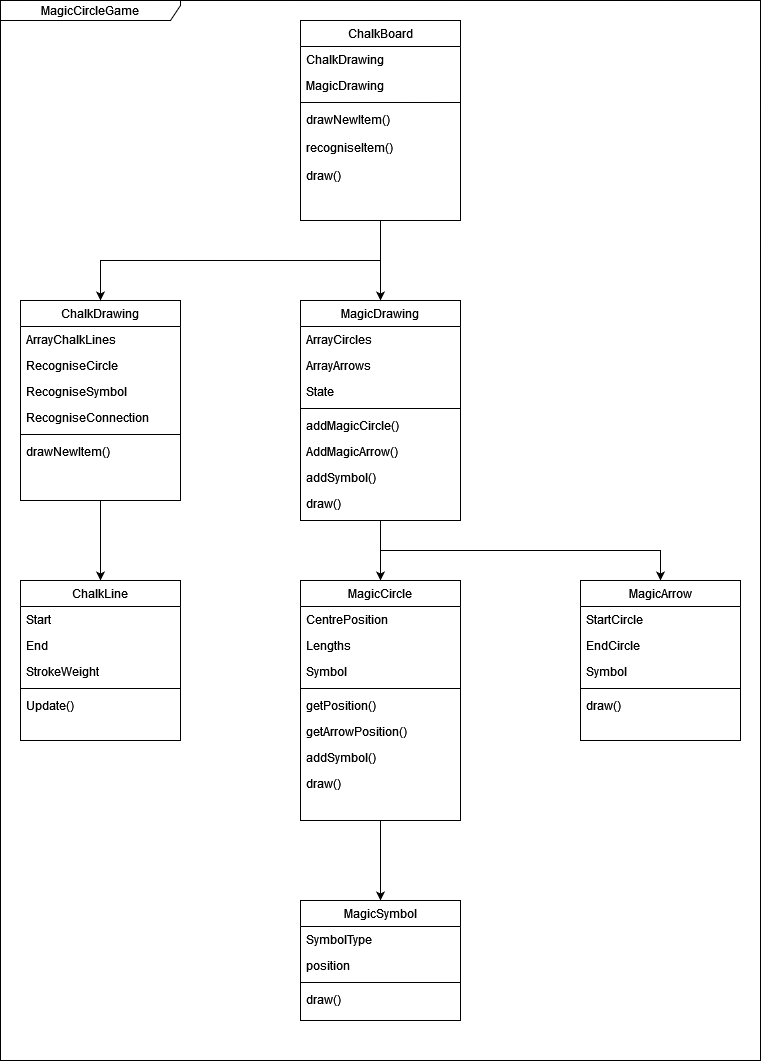 MagicCircleGame
ChalkBoard
ChalkDrawing
MagicDrawing
drawNewItem()
recogniseItem()
draw()
ChalkDrawing
ArrayChalkLines
RecogniseCircle
RecogniseSymbol
RecogniseConnection
drawNewItem()
MagicDrawing
ArrayCircles
ArrayArrows
State
addMagicCircle()
AddMagicArrow()
addSymbol()
draw()
ChalkLine
Start
End
StrokeWeight
Update()
MagicCircle
CentrePosition
Lengths
Symbol
getPosition()
getArrowPosition()
addSymbol()
draw()
MagicArrow
StartCircle
EndCircle
Symbol
draw()
MagicSymbol
SymbolType
position
draw()